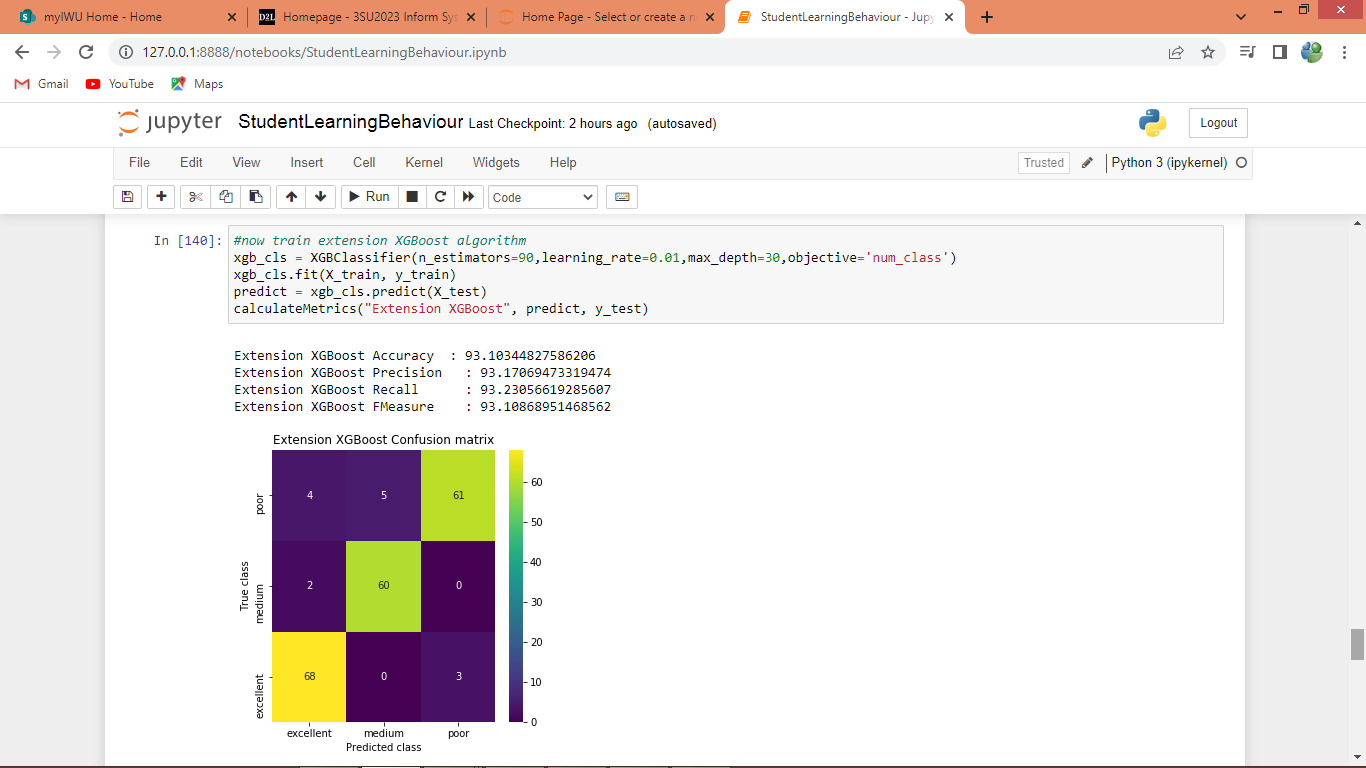 myIWU Home - Home
D2L Homepage - 3SU2023 Inform Sys
Home Page - Select or create a n
StudentLearningBehaviour - Jupy
127.0.0.1:8888/notebooks/StudentLearningBehaviour.ipynb
Gmail YouTube Maps
jupyter StudentLearningBehaviour Last Checkpoint: 2 hours ago (autosaved)
Logout
File Edit View Insert Cell Kernel Widgets Help
Trusted Python 3 (ipykernel)
Run Code
In [140]:
#now train extension XGBoost algorithm
xgb_cls = XGBClassifier(n_estimators=90,learning_rate=0.01,max_depth=30,objective='num_class')
xgb_cls.fit(X_train, y_train)
predict = xgb_cls.predict(X_test)
calculateMetrics("Extension XGBoost", predict, y_test)
Extension XGBoost Accuracy : 93.10344827586206
Extension XGBoost Precision : 93.17069473319474
Extension XGBoost Recall : 93.23056619285607
Extension XGBoost FMeasure : 93.10868951468562
Extension XGBoost Confusion matrix
poor 4 5 61
medium 2 60 0
excellent 68 0 3
True class
excellent medium poor
Predicted class
60
50
40
30
20
10
0